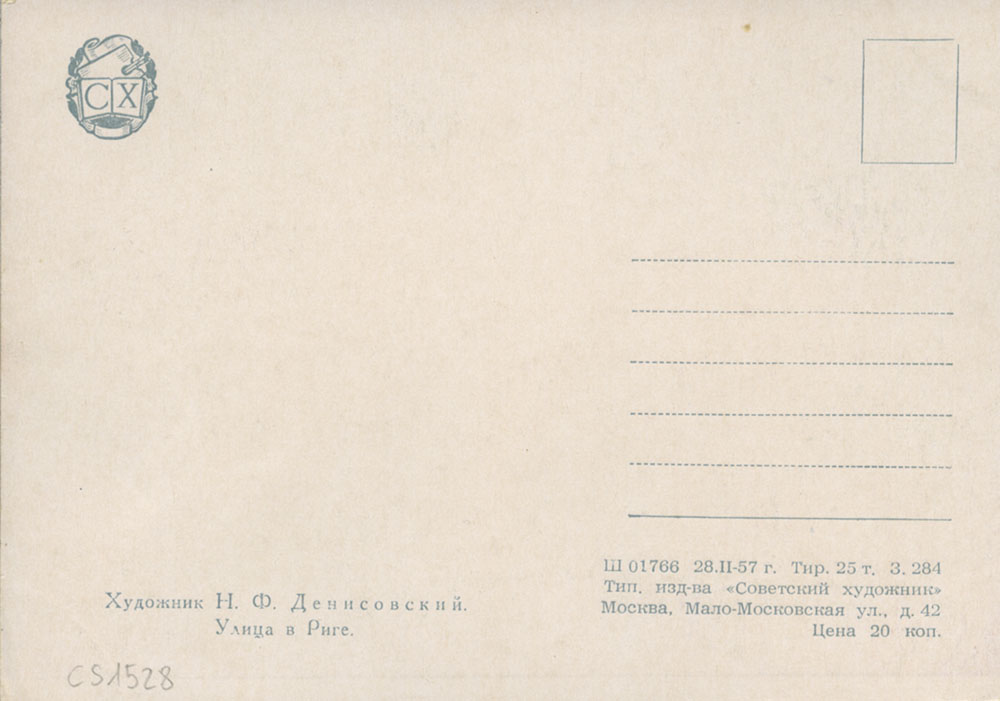 СХ
Художник Н. Ф. Денисовский.
Улица в Риге.
Ш 01766 28.II-57 г. Тир. 25 т. З. 284
Тип. изд-ва «Советский художник»
Москва, Мало-Московская ул., д. 42
Цена 20 коп.
CS1528